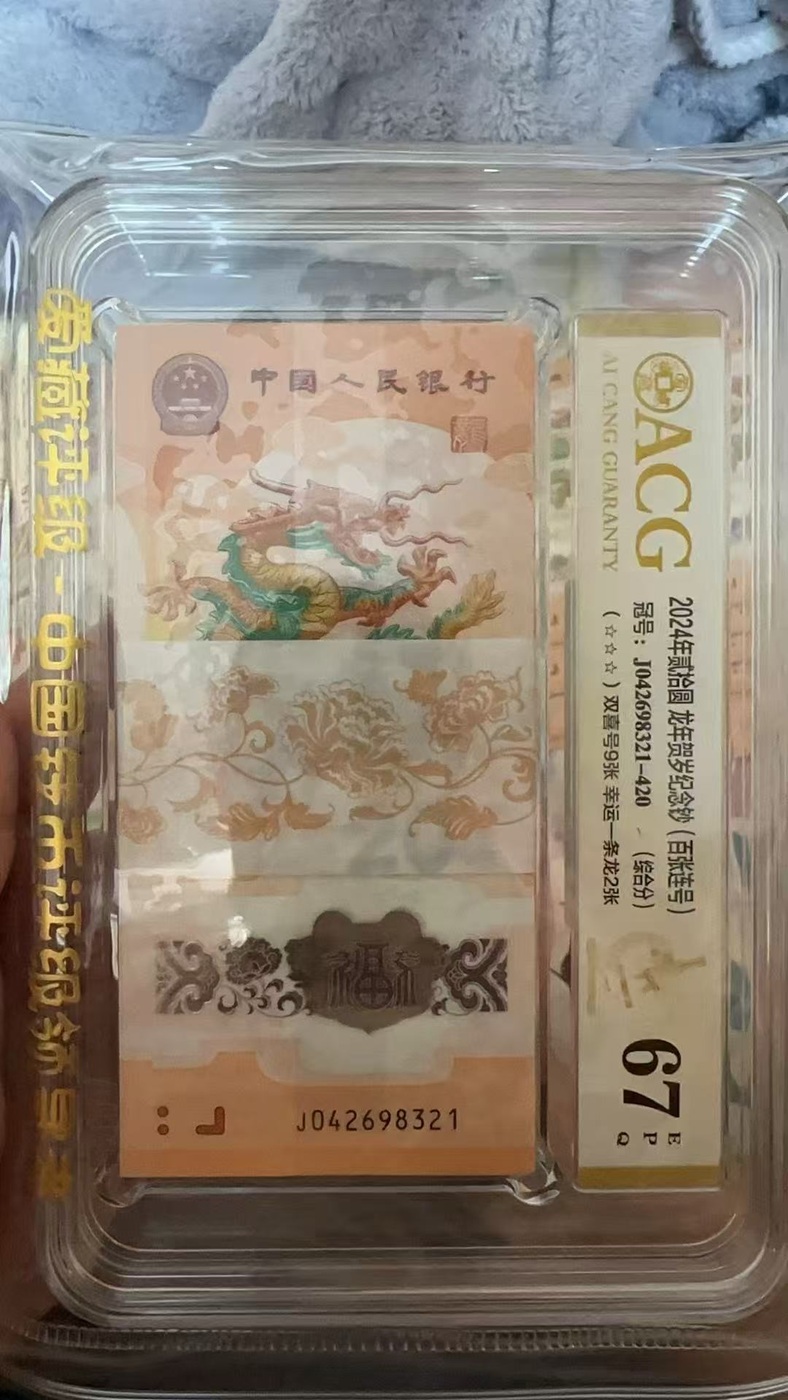 爱藏评级 - 中国钱币评级领导者
中国人民银行
福
J042698321
ACG
AI CANG GUARANTY
2024年贰拾圆 龙年贺岁纪念钞（百张连号）
冠号：J042698321-420 （综合分）
（☆☆☆）双喜号9张 幸运一条龙2张
67
E
P
Q